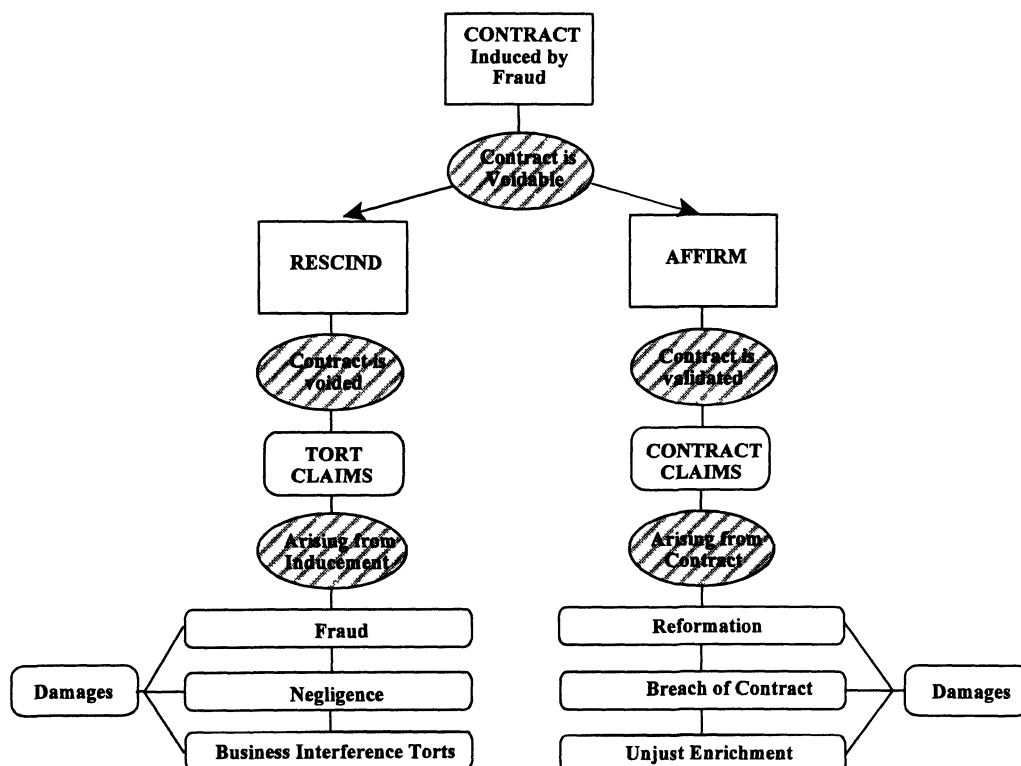 CONTRACT
Induced by
Fraud
Contract is
Voidable
RESCIND
AFFIRM
Contract is
voided
Contract is
validated
TORT
CLAIMS
CONTRACT
CLAIMS
Arising from
Inducement
Arising from
Contract
Fraud
Reformation
Damages
Negligence
Breach of Contract
Damages
Business Interference Torts
Unjust Enrichment